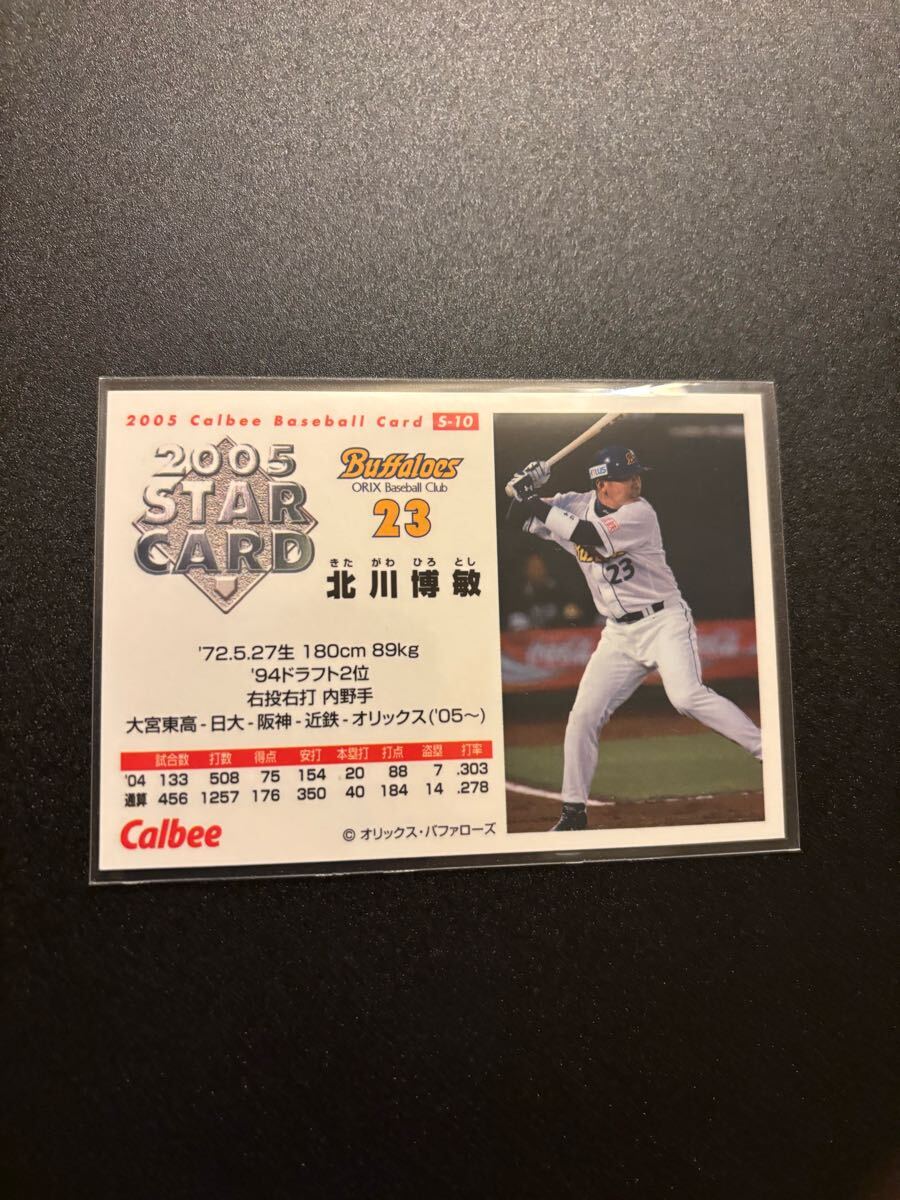 2005 Calbee Baseball Card S-10
2005
STAR
CARD
Buffaloes
ORIX Baseball Club
23
きた がわ ひろ とし
北川博敏
'72.5.27生 180cm 89kg
'94ドラフト2位
右投右打 内野手
大宮東高-日大-阪神-近鉄-オリックス('05～)
試合数 打数 得点 安打 本塁打 打点 盗塁 打率
'04 133 508 75 154 20 88 7 .303
通算 456 1257 176 350 40 184 14 .278
Calbee
© オリックス・バファローズ
23